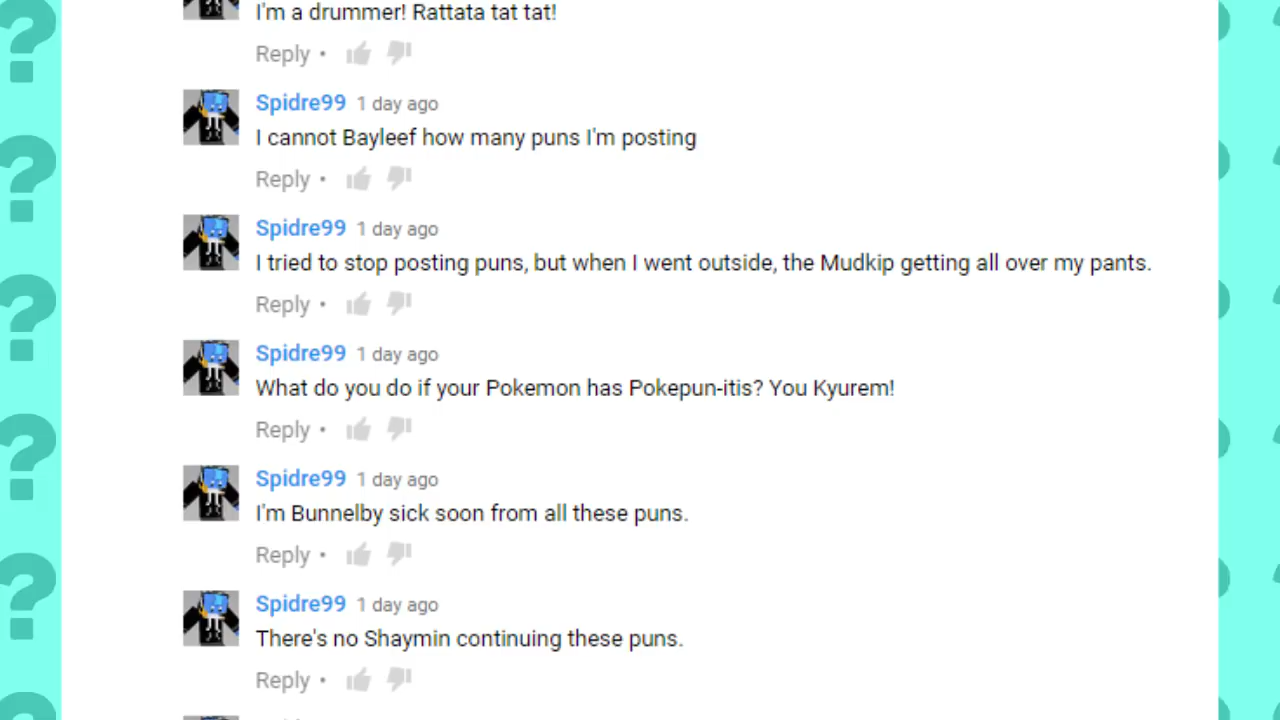 I'm a drummer! Rattata tat tat!
Reply •
Spidre99 1 day ago
I cannot Bayleef how many puns I'm posting
Reply •
Spidre99 1 day ago
I tried to stop posting puns, but when I went outside, the Mudkip getting all over my pants.
Reply •
Spidre99 1 day ago
What do you do if your Pokemon has Pokepun-itis? You Kyurem!
Reply •
Spidre99 1 day ago
I'm Bunnelby sick soon from all these puns.
Reply •
Spidre99 1 day ago
There's no Shaymin continuing these puns.
Reply •